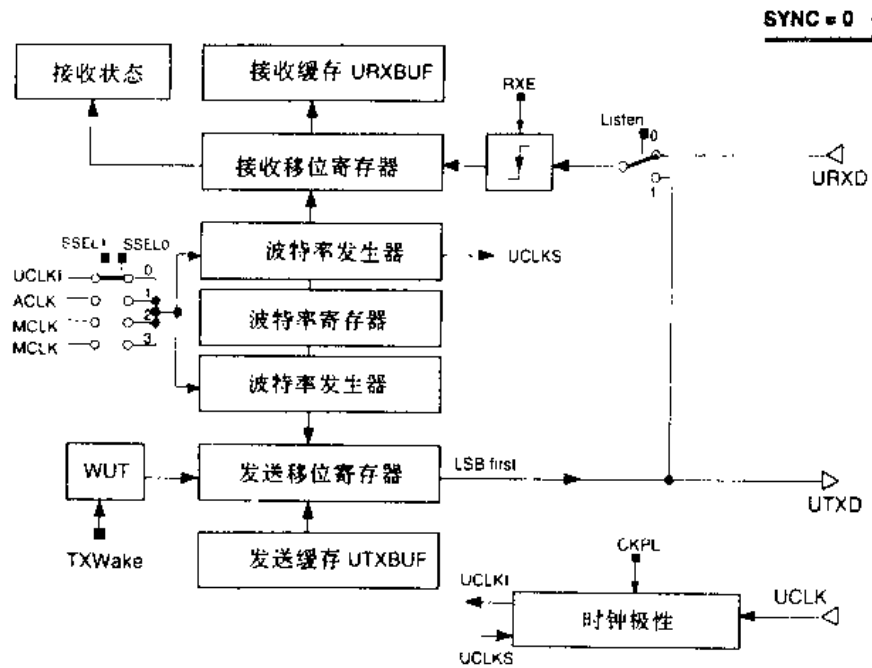 SYNC = 0
接收状态
接收缓存 URXBUF
RXE
Listen
0
接收移位寄存器
1
URXD
SSEL1 SSEL0
波特率发生器
UCLKS
UCLKI
0
ACLK
1
波特率寄存器
MCLK
2
MCLK
3
波特率发生器
WUT
发送移位寄存器
LSB first
UTXD
TXWake
发送缓存 UTXBUF
CKPL
UCLKI
UCLK
时钟极性
UCLKS